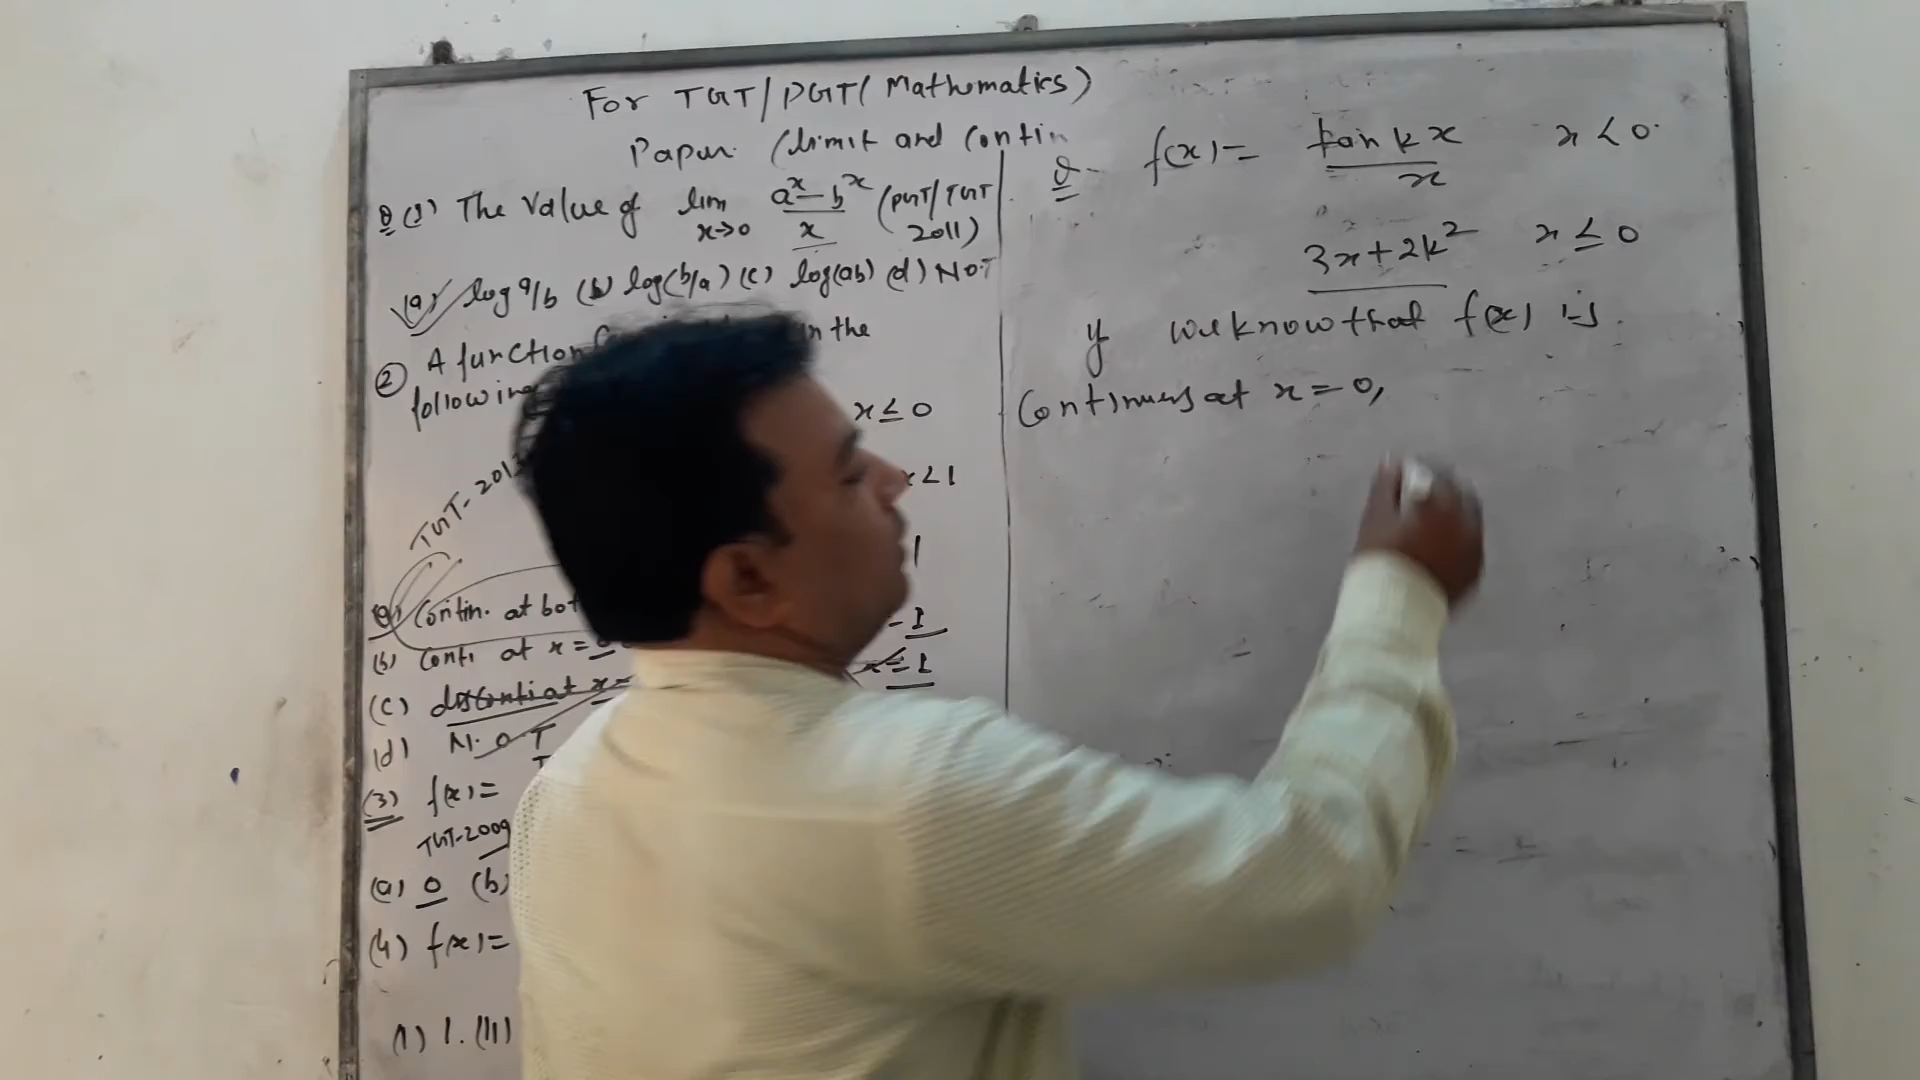 For TGT/PGT (Mathematics)
Paper (limit and Contin
Q (1) The Value of lim x→0 a^x - b^x / x (PGT/TGT 2011)
(a) log a/b (b) log(b/a) (c) log(ab) (d) N.O.T
② A function in the
following x ≤ 0
x < 1
TGT-2013
(a) Contin. at bot
(b) Conti at x =
(c) disconti at x = x = 1
(d) N.O.T
(3) f(x) =
TGT-2009
(a) 0 (b)
(4) f(x) =
(1) 1. (11)
Q- f(x) = tan kx / x x < 0
3x + 2k² x ≤ 0
If we know that f(x) is
Continuous at x = 0,